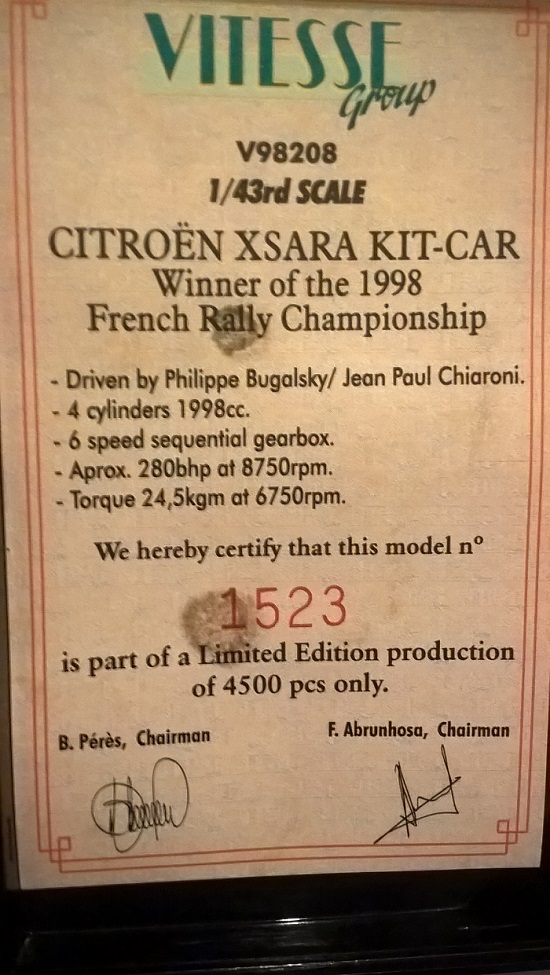 VITESSE
Group
V98208
1/43rd SCALE
CITROËN XSARA KIT-CAR
Winner of the 1998
French Rally Championship
- Driven by Philippe Bugalsky/ Jean Paul Chiaroni.
- 4 cylinders 1998cc.
- 6 speed sequential gearbox.
- Aprox. 280bhp at 8750rpm.
- Torque 24,5kgm at 6750rpm.
We hereby certify that this model nº
1523
is part of a Limited Edition production
of 4500 pcs only.
B. Pérès, Chairman
F. Abrunhosa, Chairman